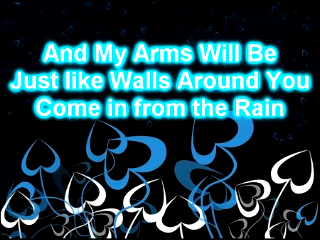 And My Arms Will Be
Just like Walls Around You
Come in from the Rain